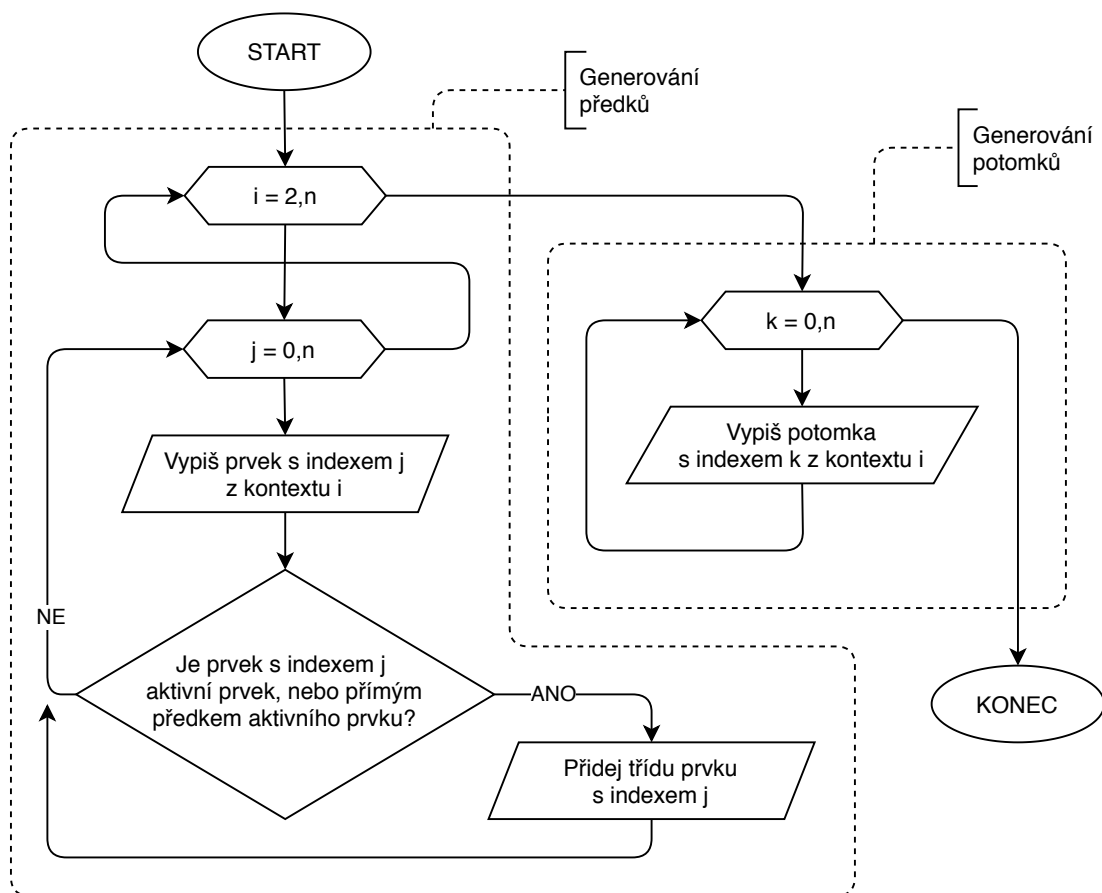 START
Generování
předků
Generování
potomků
i = 2,n
j = 0,n
k = 0,n
Vypiš prvek s indexem j
z kontextu i
Vypiš potomka
s indexem k z kontextu i
NE
Je prvek s indexem j
aktivní prvek, nebo přímým
předkem aktivního prvku?
ANO
KONEC
Přidej třídu prvku
s indexem j